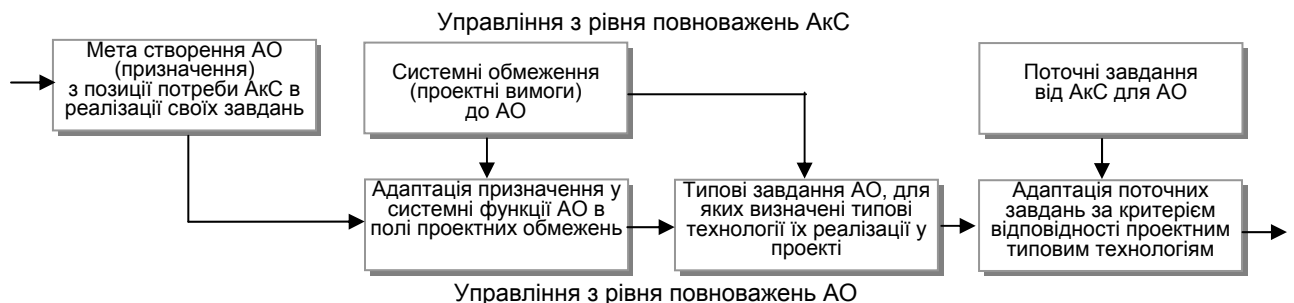 Управління з рівня повноважень АкС
Мета створення АО
(призначення)
з позиції потреби АкС в
реалізації своїх завдань
Системні обмеження
(проектні вимоги)
до АО
Поточні завдання
від АкС для АО
Адаптація призначення у
системні функції АО в
полі проектних обмежень
Типові завдання АО, для
яких визначені типові
технології їх реалізації у
проекті
Адаптація поточних
завдань за критерієм
відповідності проектним
типовим технологіям
Управління з рівня повноважень АО